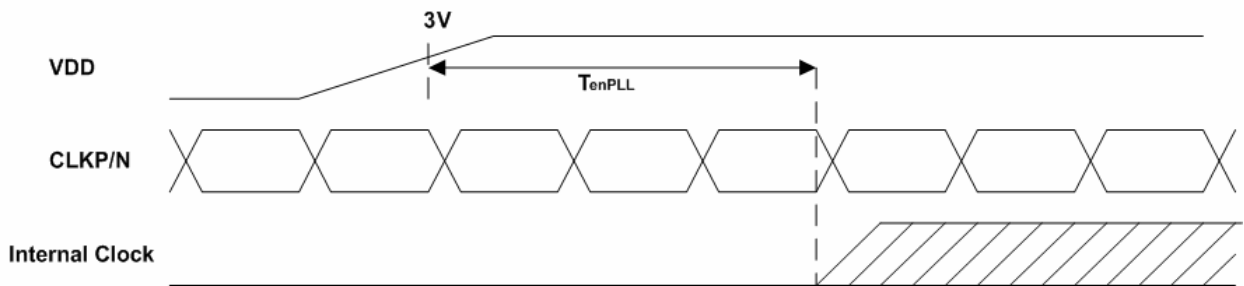 3V
VDD
TenPLL
CLKP/N
Internal Clock